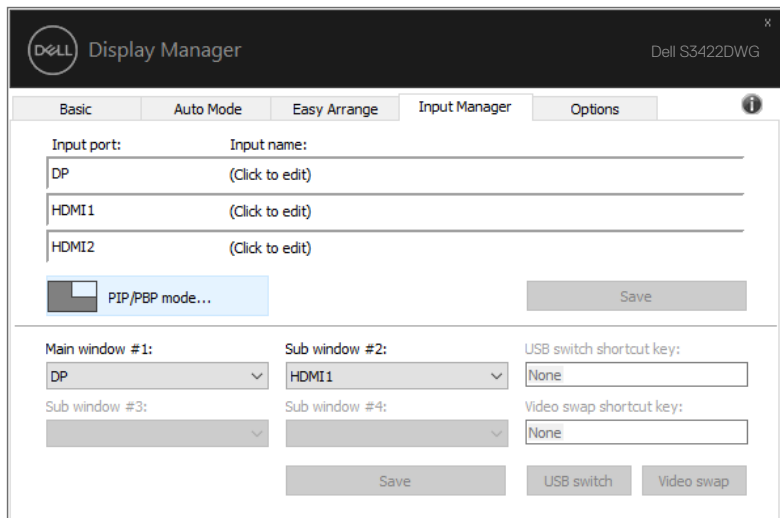 x
DELL Display Manager
Dell S3422DWG
Basic Auto Mode Easy Arrange Input Manager Options i
Input port: Input name:
DP (Click to edit)
HDMI1 (Click to edit)
HDMI2 (Click to edit)
PIP/PBP mode... Save
Main window #1: Sub window #2: USB switch shortcut key:
DP HDMI1 None
Sub window #3: Sub window #4: Video swap shortcut key:
None
Save USB switch Video swap